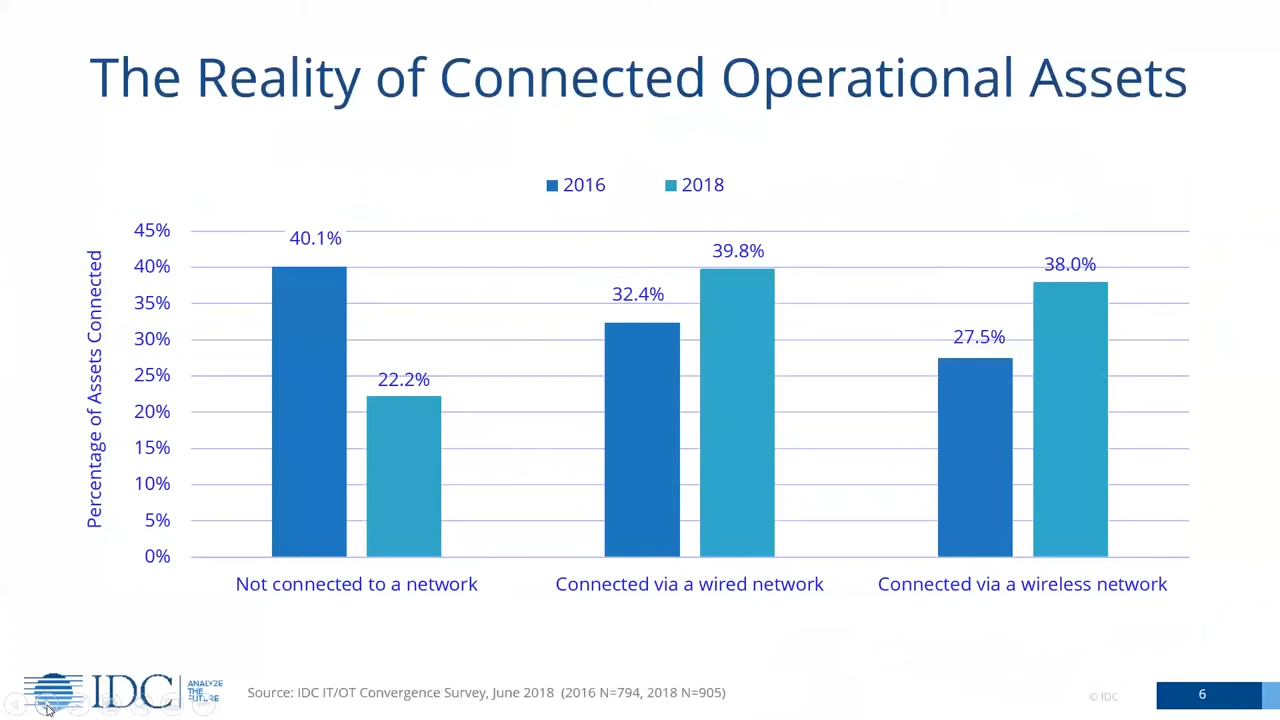 The Reality of Connected Operational Assets
2016 2018
Percentage of Assets Connected
45%
40%
35%
30%
25%
20%
15%
10%
5%
0%
40.1%
22.2%
32.4%
39.8%
27.5%
38.0%
Not connected to a network
Connected via a wired network
Connected via a wireless network
IDC
ANALYZE
THE
FUTURE
Source: IDC IT/OT Convergence Survey, June 2018 (2016 N=794, 2018 N=905)
© IDC
6